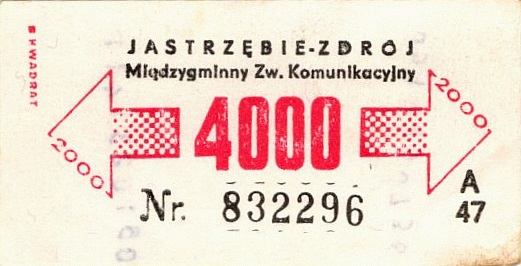 JASTRZĘBIE-ZDRÓJ
Międzygminny Zw. Komunikacyjny
KWADRAT
2000
4000
2000
Nr. 832296
A
47